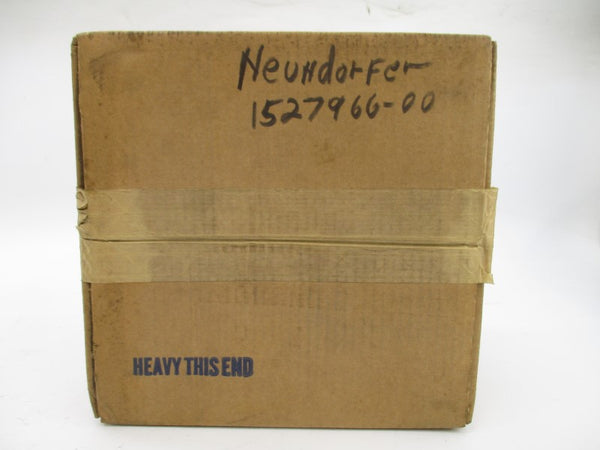 Neundorfer
1527966-00
HEAVY THIS END